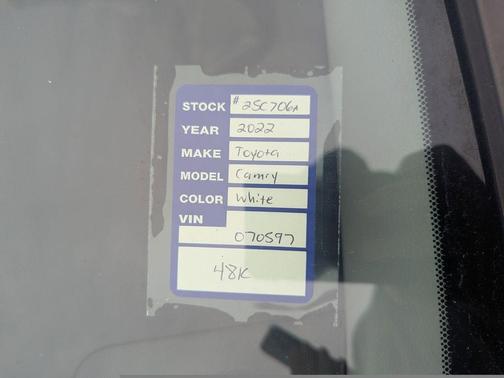 STOCK #25C706A
YEAR 2022
MAKE Toyota
MODEL Camry
COLOR White
VIN
070597
48K